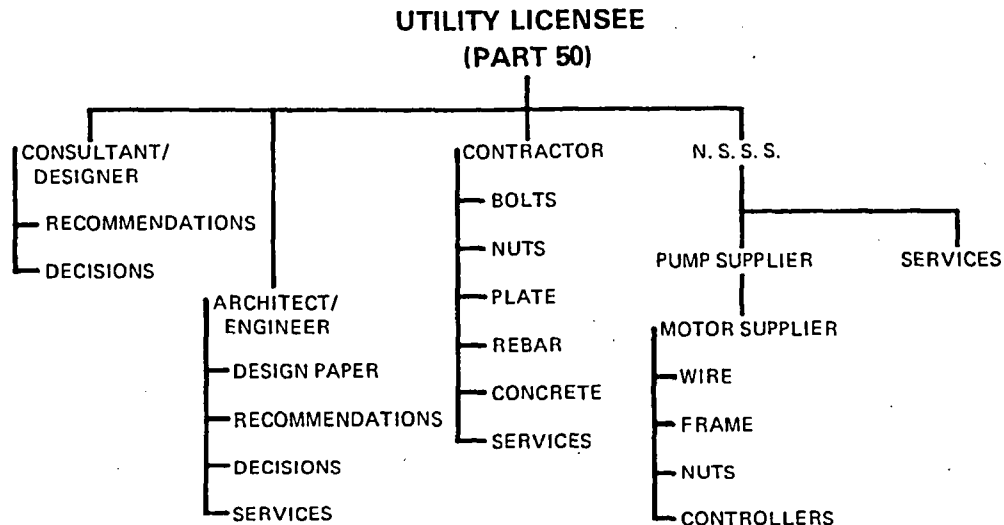 UTILITY LICENSEE
(PART 50)
CONSULTANT/
DESIGNER
RECOMMENDATIONS
DECISIONS
ARCHITECT/
ENGINEER
DESIGN PAPER
RECOMMENDATIONS
DECISIONS
SERVICES
CONTRACTOR
BOLTS
NUTS
PLATE
REBAR
CONCRETE
SERVICES
N. S. S. S.
PUMP SUPPLIER
SERVICES
MOTOR SUPPLIER
WIRE
FRAME
NUTS
CONTROLLERS